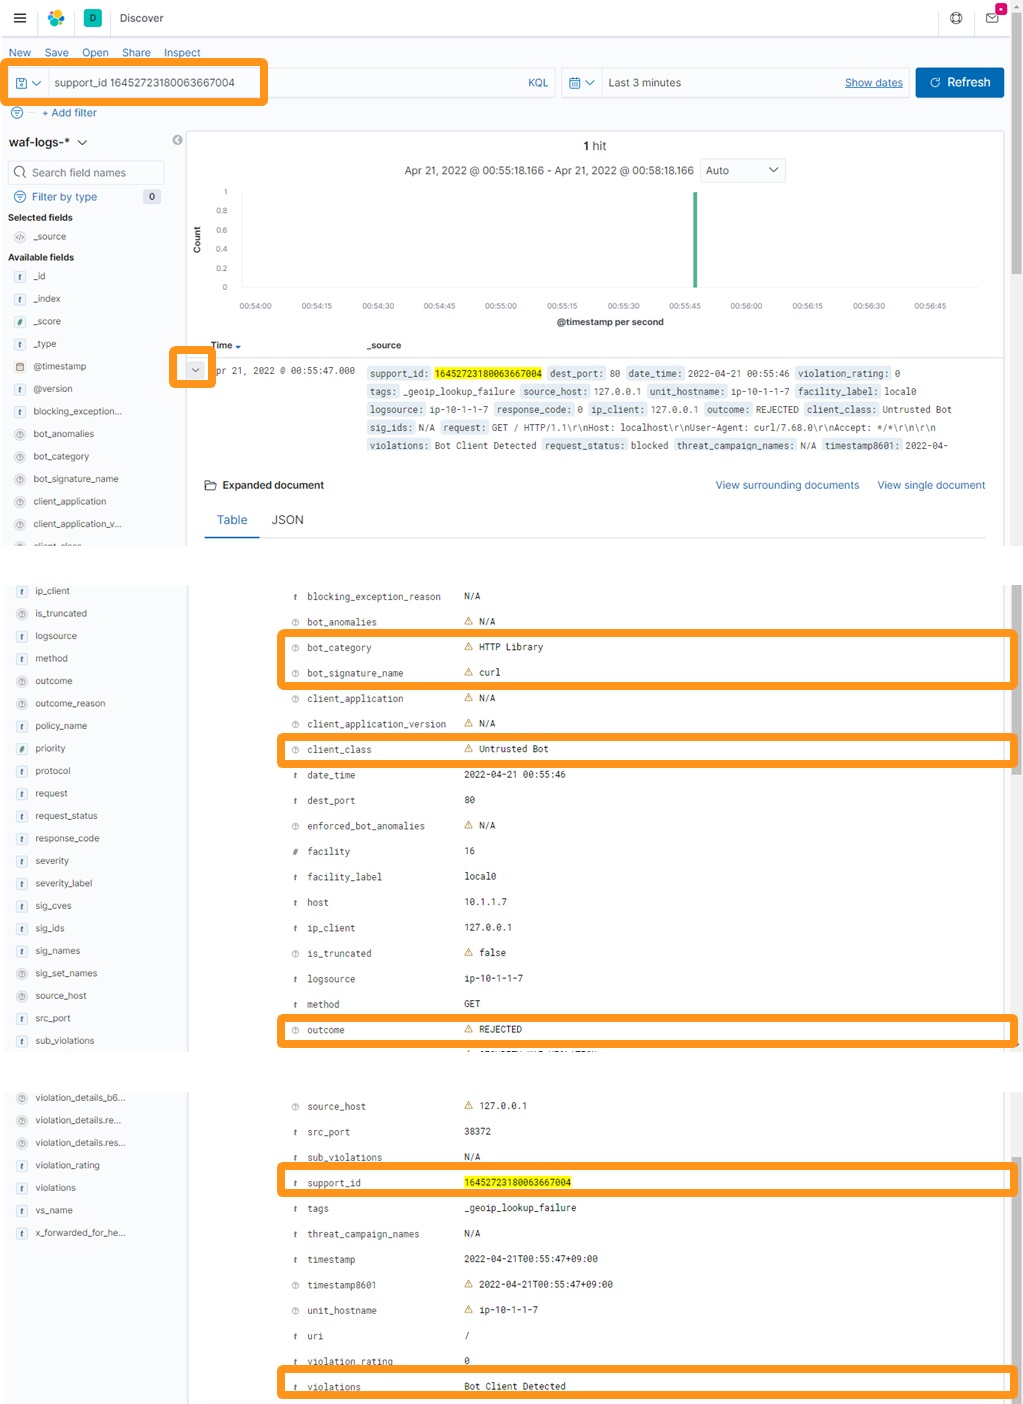 D Discover
New Save Open Share Inspect
support_id 16452723180063667004 KQL Last 3 minutes Show dates Refresh
+ Add filter
waf-logs-*
Search field names
Filter by type 0
Selected fields
_source
Available fields
t _id
t _index
# _score
t _type
@timestamp
t @version
t blocking_exception...
bot_anomalies
bot_category
bot_signature_name
client_application
client_application_v...
client_class
1 hit
Apr 21, 2022 @ 00:55:18.166 - Apr 21, 2022 @ 00:58:18.166 Auto
Count
1
0.8
0.6
0.4
0.2
0
00:54:00 00:54:15 00:54:30 00:54:45 00:55:00 00:55:15 00:55:30 00:55:45 00:56:00 00:56:15 00:56:30 00:56:45
@timestamp per second
Time _source
pr 21, 2022 @ 00:55:47.000
support_id: 16452723180063667004 dest_port: 80 date_time: 2022-04-21 00:55:46 violation_rating: 0
tags: _geoip_lookup_failure source_host: 127.0.0.1 unit_hostname: ip-10-1-1-7 facility_label: local0
logsource: ip-10-1-1-7 response_code: 0 ip_client: 127.0.0.1 outcome: REJECTED client_class: Untrusted Bot
sig_ids: N/A request: GET / HTTP/1.1\r\nHost: localhost\r\nUser-Agent: curl/7.68.0\r\nAccept: */*\r\n\r\n
violations: Bot Client Detected request_status: blocked threat_campaign_names: N/A timestamp8601: 2022-04-
Expanded document View surrounding documents View single document
Table JSON
t ip_client
is_truncated
t logsource
t method
outcome
outcome_reason
t policy_name
# priority
t protocol
t request
t request_status
t response_code
t severity
t severity_label
t sig_cves
t sig_ids
t sig_names
sig_set_names
source_host
t src_port
t sub_violations
t blocking_exception_reason N/A
bot_anomalies N/A
bot_category HTTP Library
bot_signature_name curl
client_application N/A
client_application_version N/A
client_class Untrusted Bot
t date_time 2022-04-21 00:55:46
t dest_port 80
enforced_bot_anomalies N/A
# facility 16
t facility_label local0
t host 10.1.1.7
t ip_client 127.0.0.1
is_truncated false
t logsource ip-10-1-1-7
t method GET
outcome REJECTED
violation_details_b6...
violation_details.re...
violation_details.res...
t violation_rating
t violations
t vs_name
t x_forwarded_for_he...
source_host 127.0.0.1
t src_port 38372
t sub_violations N/A
t support_id 16452723180063667004
t tags _geoip_lookup_failure
t threat_campaign_names N/A
t timestamp 2022-04-21T00:55:47+09:00
timestamp8601 2022-04-21T00:55:47+09:00
unit_hostname ip-10-1-1-7
t uri /
t violation_rating 0
t violations Bot Client Detected